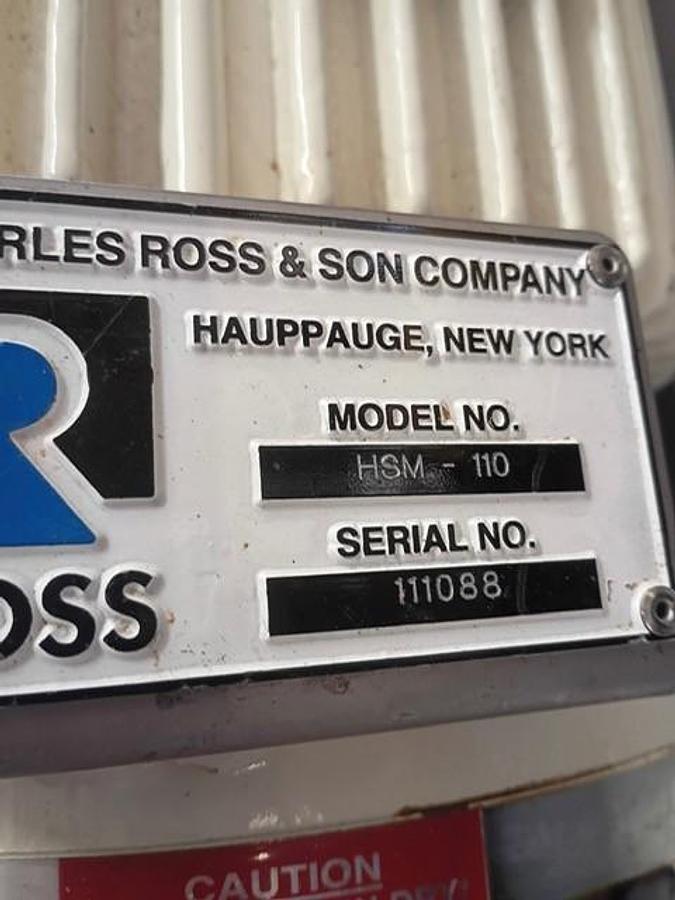 RLES ROSS & SON COMPANY
HAUPPAUGE, NEW YORK
MODEL NO.
HSM - 110
SERIAL NO.
111088
OSS
CAUTION